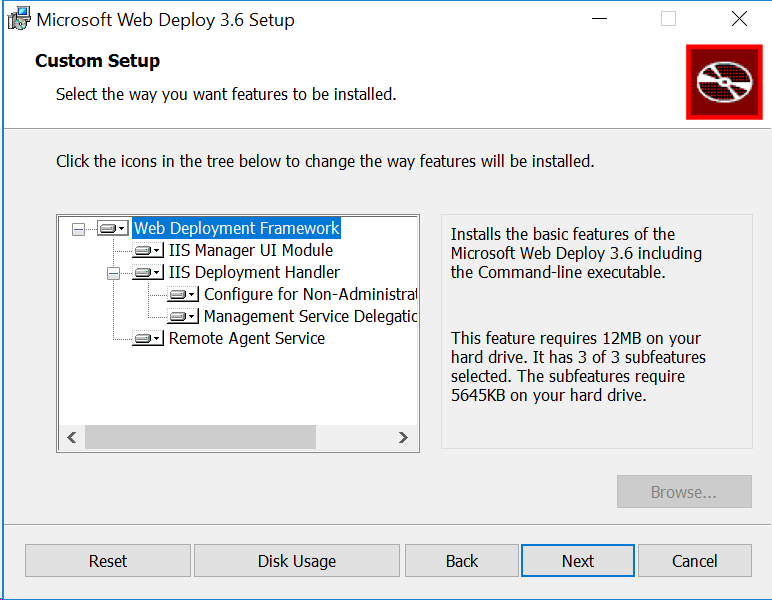 Microsoft Web Deploy 3.6 Setup
Custom Setup
Select the way you want features to be installed.
Click the icons in the tree below to change the way features will be installed.
Web Deployment Framework
IIS Manager UI Module
IIS Deployment Handler
Configure for Non-Administrat
Management Service Delegatic
Remote Agent Service
Installs the basic features of the
Microsoft Web Deploy 3.6 including
the Command-line executable.
This feature requires 12MB on your
hard drive. It has 3 of 3 subfeatures
selected. The subfeatures require
5645KB on your hard drive.
Browse...
Reset
Disk Usage
Back
Next
Cancel